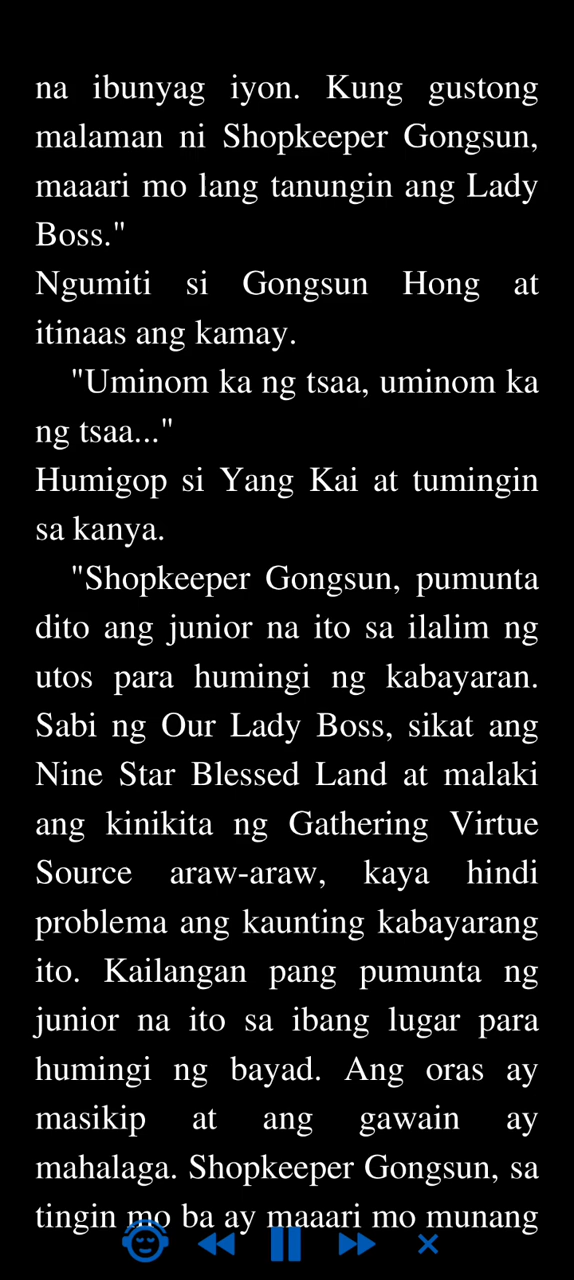 na ibunyag iyon. Kung gustong
malaman ni Shopkeeper Gongsun,
maaari mo lang tanungin ang Lady
Boss."
Ngumiti si Gongsun Hong at
itinaas ang kamay.
"Uminom ka ng tsaa, uminom ka
ng tsaa..."
Humigop si Yang Kai at tumingin
sa kanya.
"Shopkeeper Gongsun, pumunta
dito ang junior na ito sa ilalim ng
utos para humingi ng kabayaran.
Sabi ng Our Lady Boss, sikat ang
Nine Star Blessed Land at malaki
ang kinikita ng Gathering Virtue
Source araw-araw, kaya hindi
problema ang kaunting kabayarang
ito. Kailangan pang pumunta ng
junior na ito sa ibang lugar para
humingi ng bayad. Ang oras ay
masikip at ang gawain ay
mahalaga. Shopkeeper Gongsun, sa
tingin mo ba ay maaari mo munang